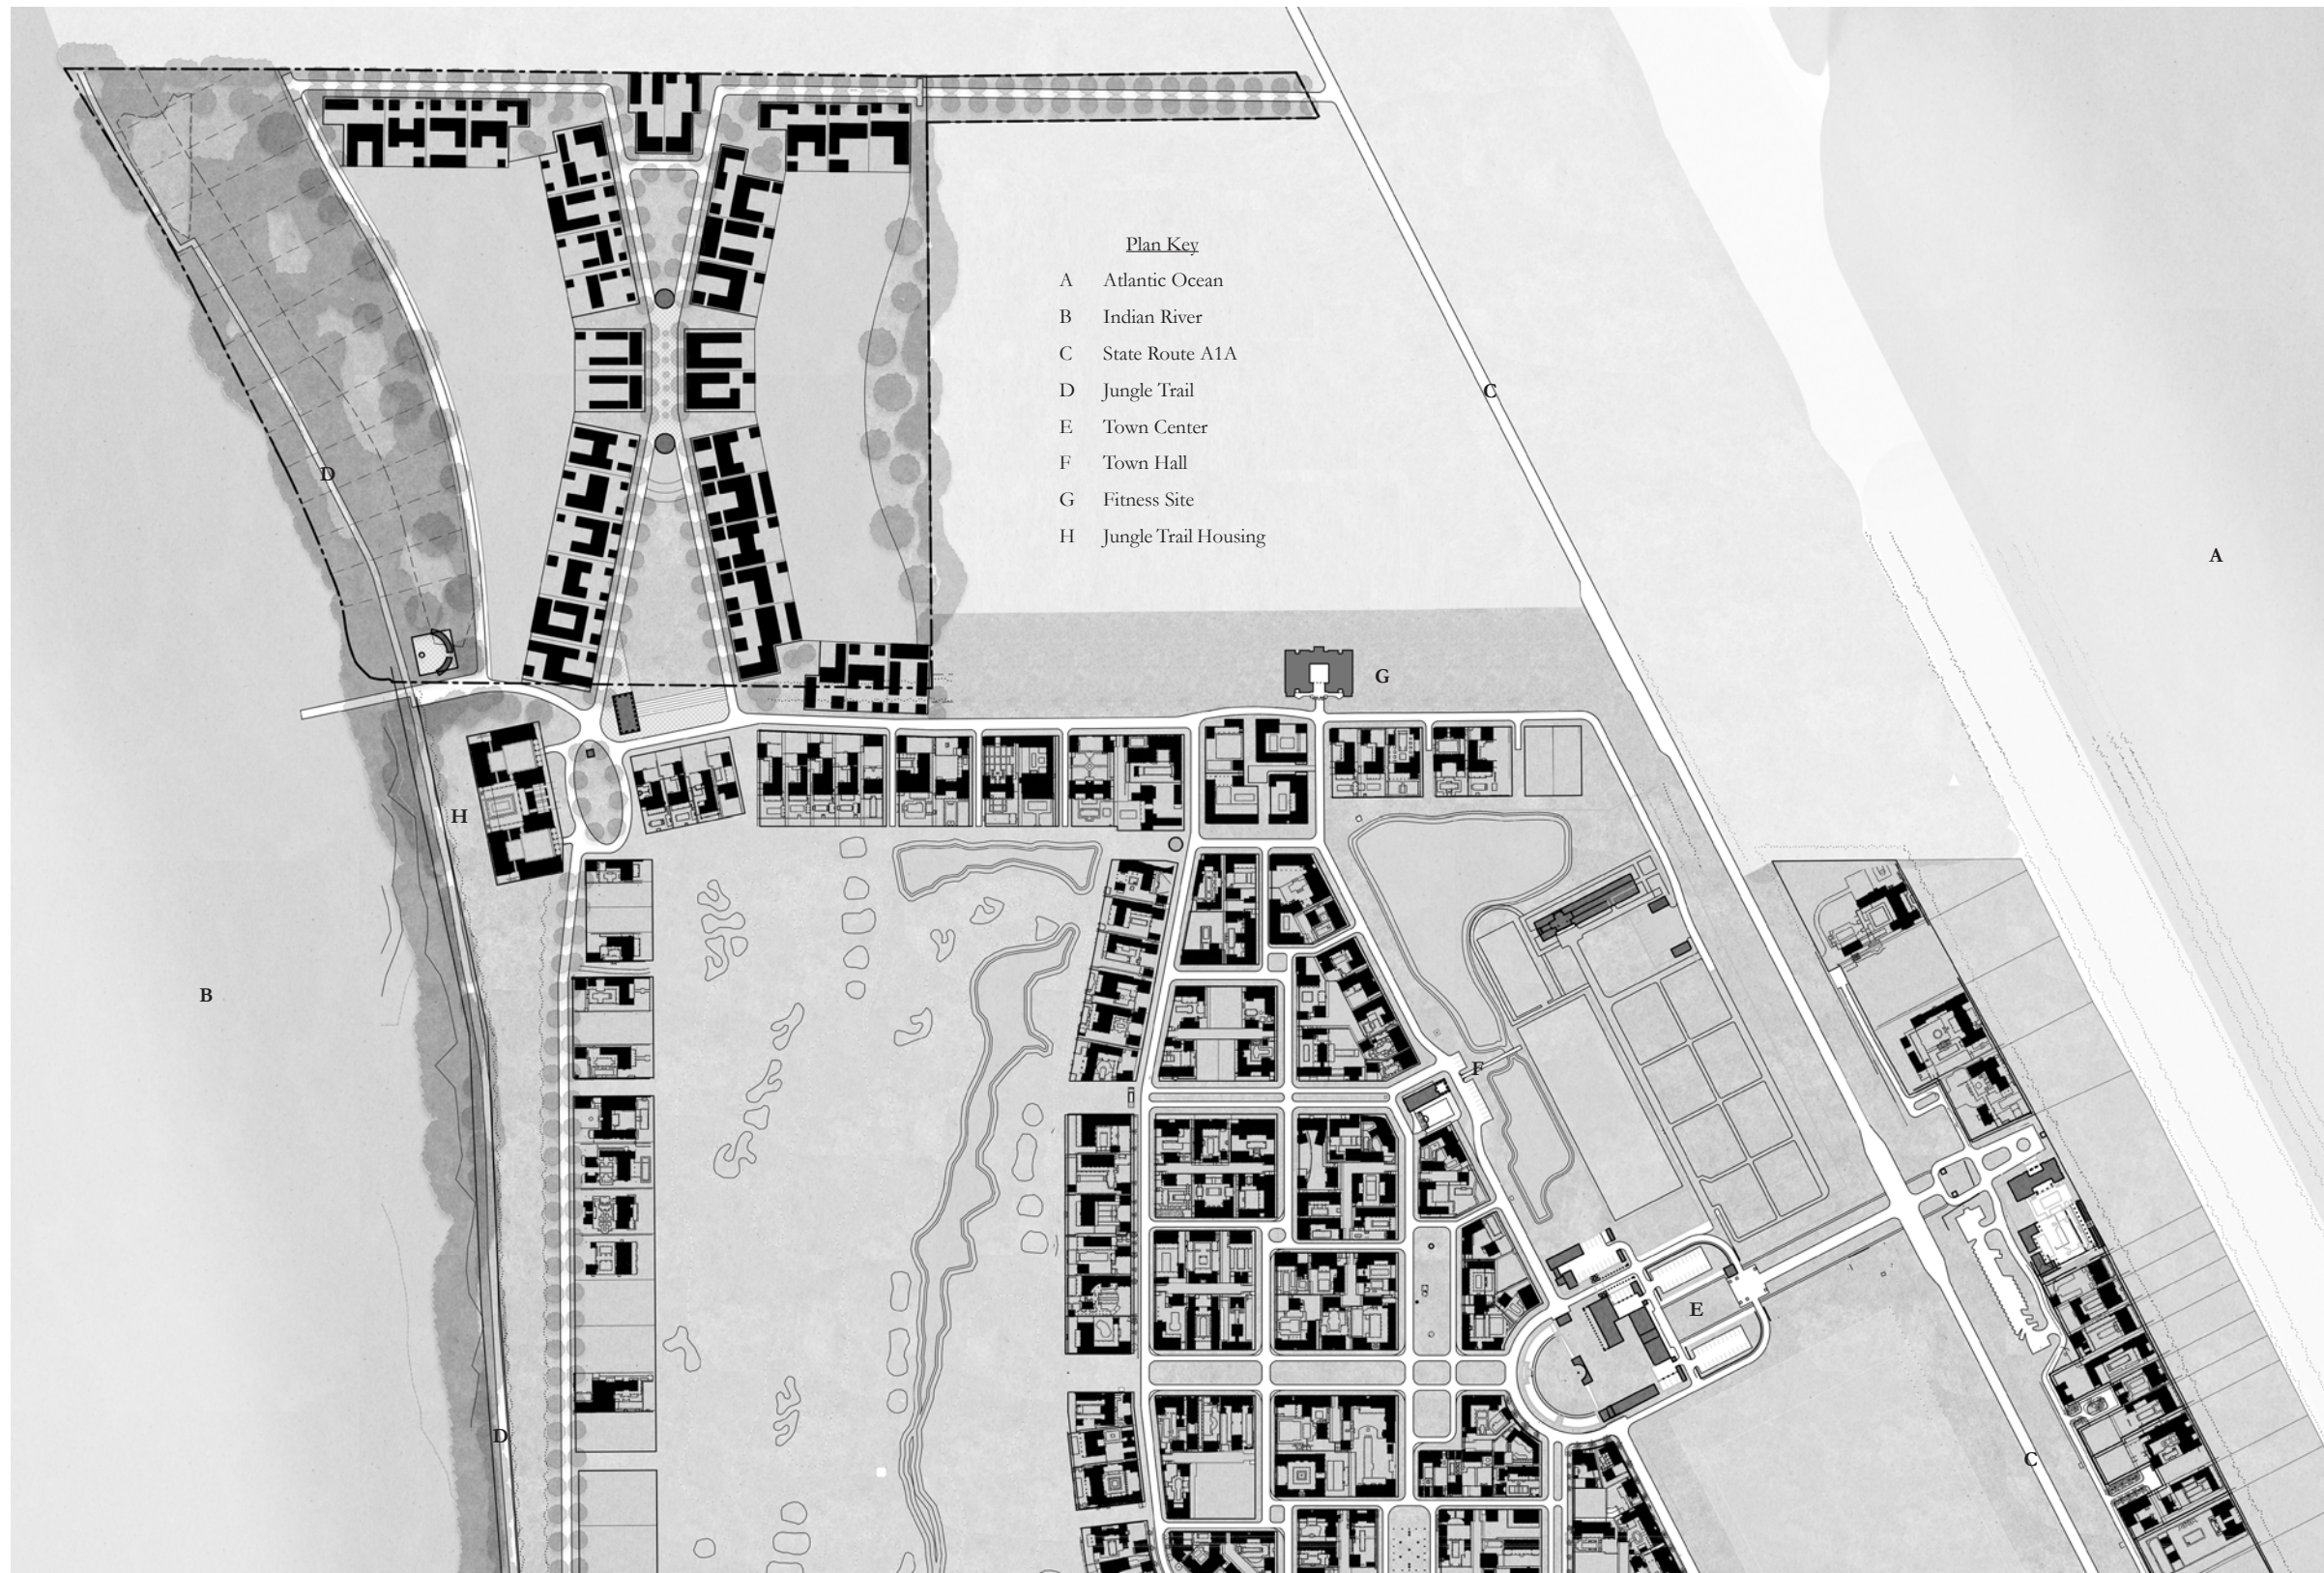 Plan Key
A Atlantic Ocean
B Indian River
C State Route A1A
D Jungle Trail
E Town Center
F Town Hall
G Fitness Site
H Jungle Trail Housing
C
D
A
G
H
B
F
E
D
C